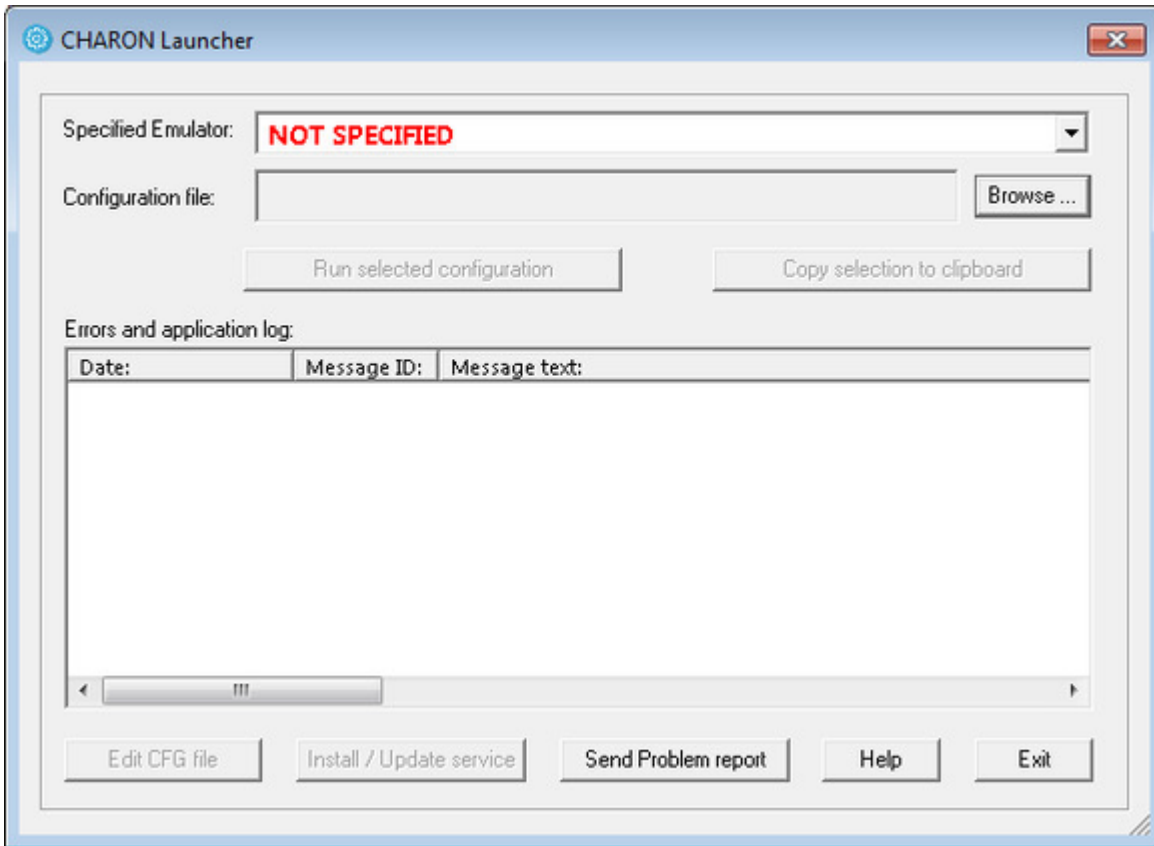 CHARON Launcher
Specified Emulator: NOT SPECIFIED
Configuration file: Browse ...
Run selected configuration Copy selection to clipboard
Errors and application log:
Date: Message ID: Message text:
Edit CFG file Install / Update service Send Problem report Help Exit